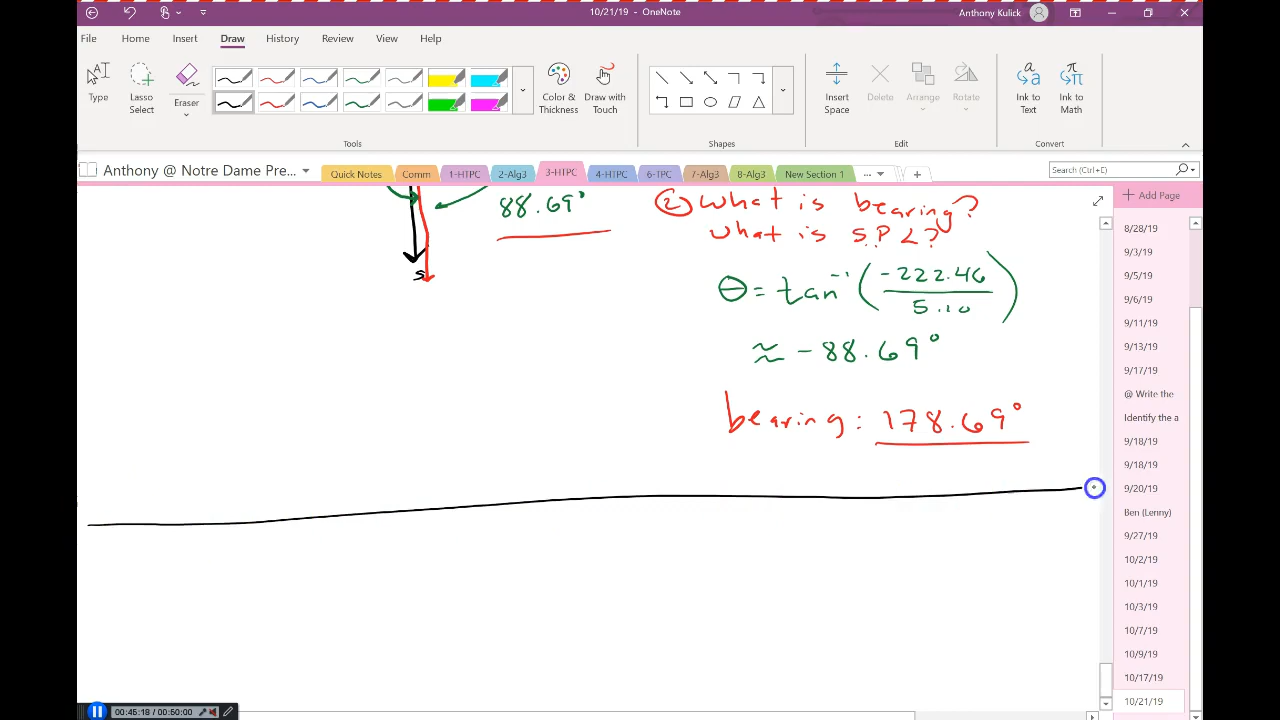 10/21/19 - OneNote
Anthony Kulick
File Home Insert Draw History Review View Help
Type
Lasso Select
Eraser
Color & Thickness
Draw with Touch
Insert Space
Delete
Arrange
Rotate
Ink to Text
Ink to Math
Tools
Shapes
Edit
Convert
Anthony @ Notre Dame Pre...
Quick Notes Comm 1-HTPC 2-Alg3 3-HTPC 4-HTPC 6-TPC 7-Alg3 8-Alg3 New Section 1 ... +
Search (Ctrl+E)
88.69°
S
② What is bearing?
What is S.P. ∠?
θ = tan⁻¹ (-222.46 / 5.10)
≈ -88.69°
bearing: 178.69°
+ Add Page
8/28/19
9/3/19
9/5/19
9/6/19
9/11/19
9/13/19
9/17/19
@ Write the
Identify the a
9/18/19
9/18/19
9/20/19
Ben (Lenny)
9/27/19
10/2/19
10/1/19
10/3/19
10/7/19
10/9/19
10/17/19
10/21/19
00:45:18 / 00:50:00